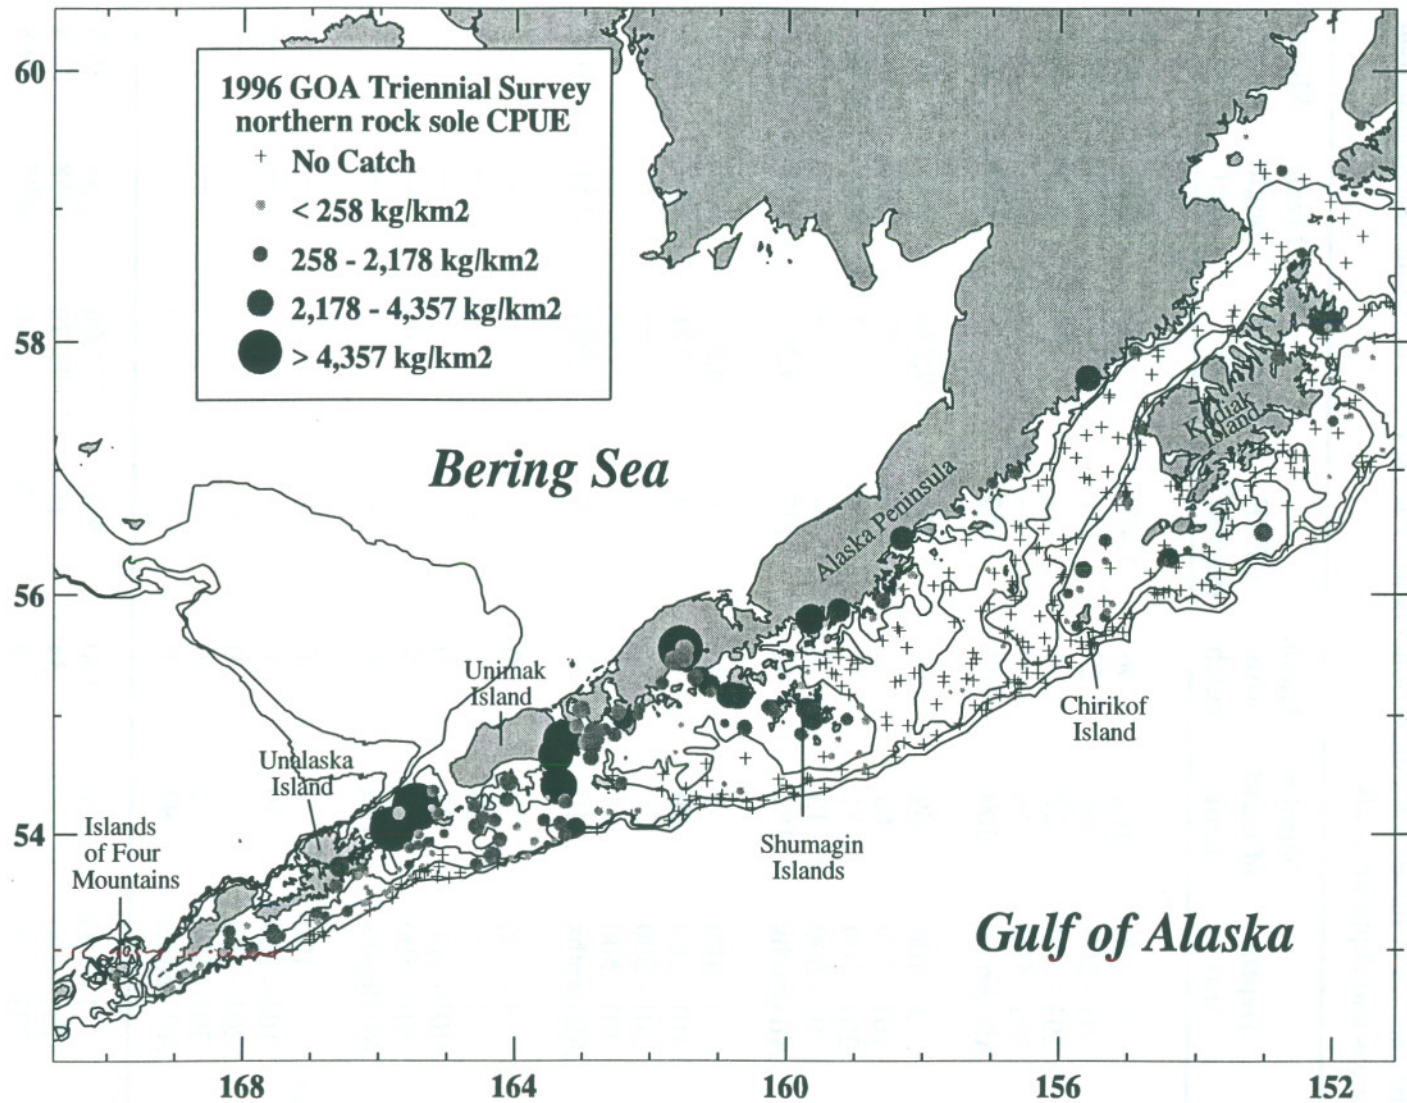 1996 GOA Triennial Survey
northern rock sole CPUE
+ No Catch
< 258 kg/km2
258 - 2,178 kg/km2
2,178 - 4,357 kg/km2
> 4,357 kg/km2
60
58
56
54
Bering Sea
Alaska Peninsula
Kodiak
Island
Unimak
Island
Unalaska
Island
Islands
of Four
Mountains
Chirikof
Island
Shumagin
Islands
Gulf of Alaska
168
164
160
156
152